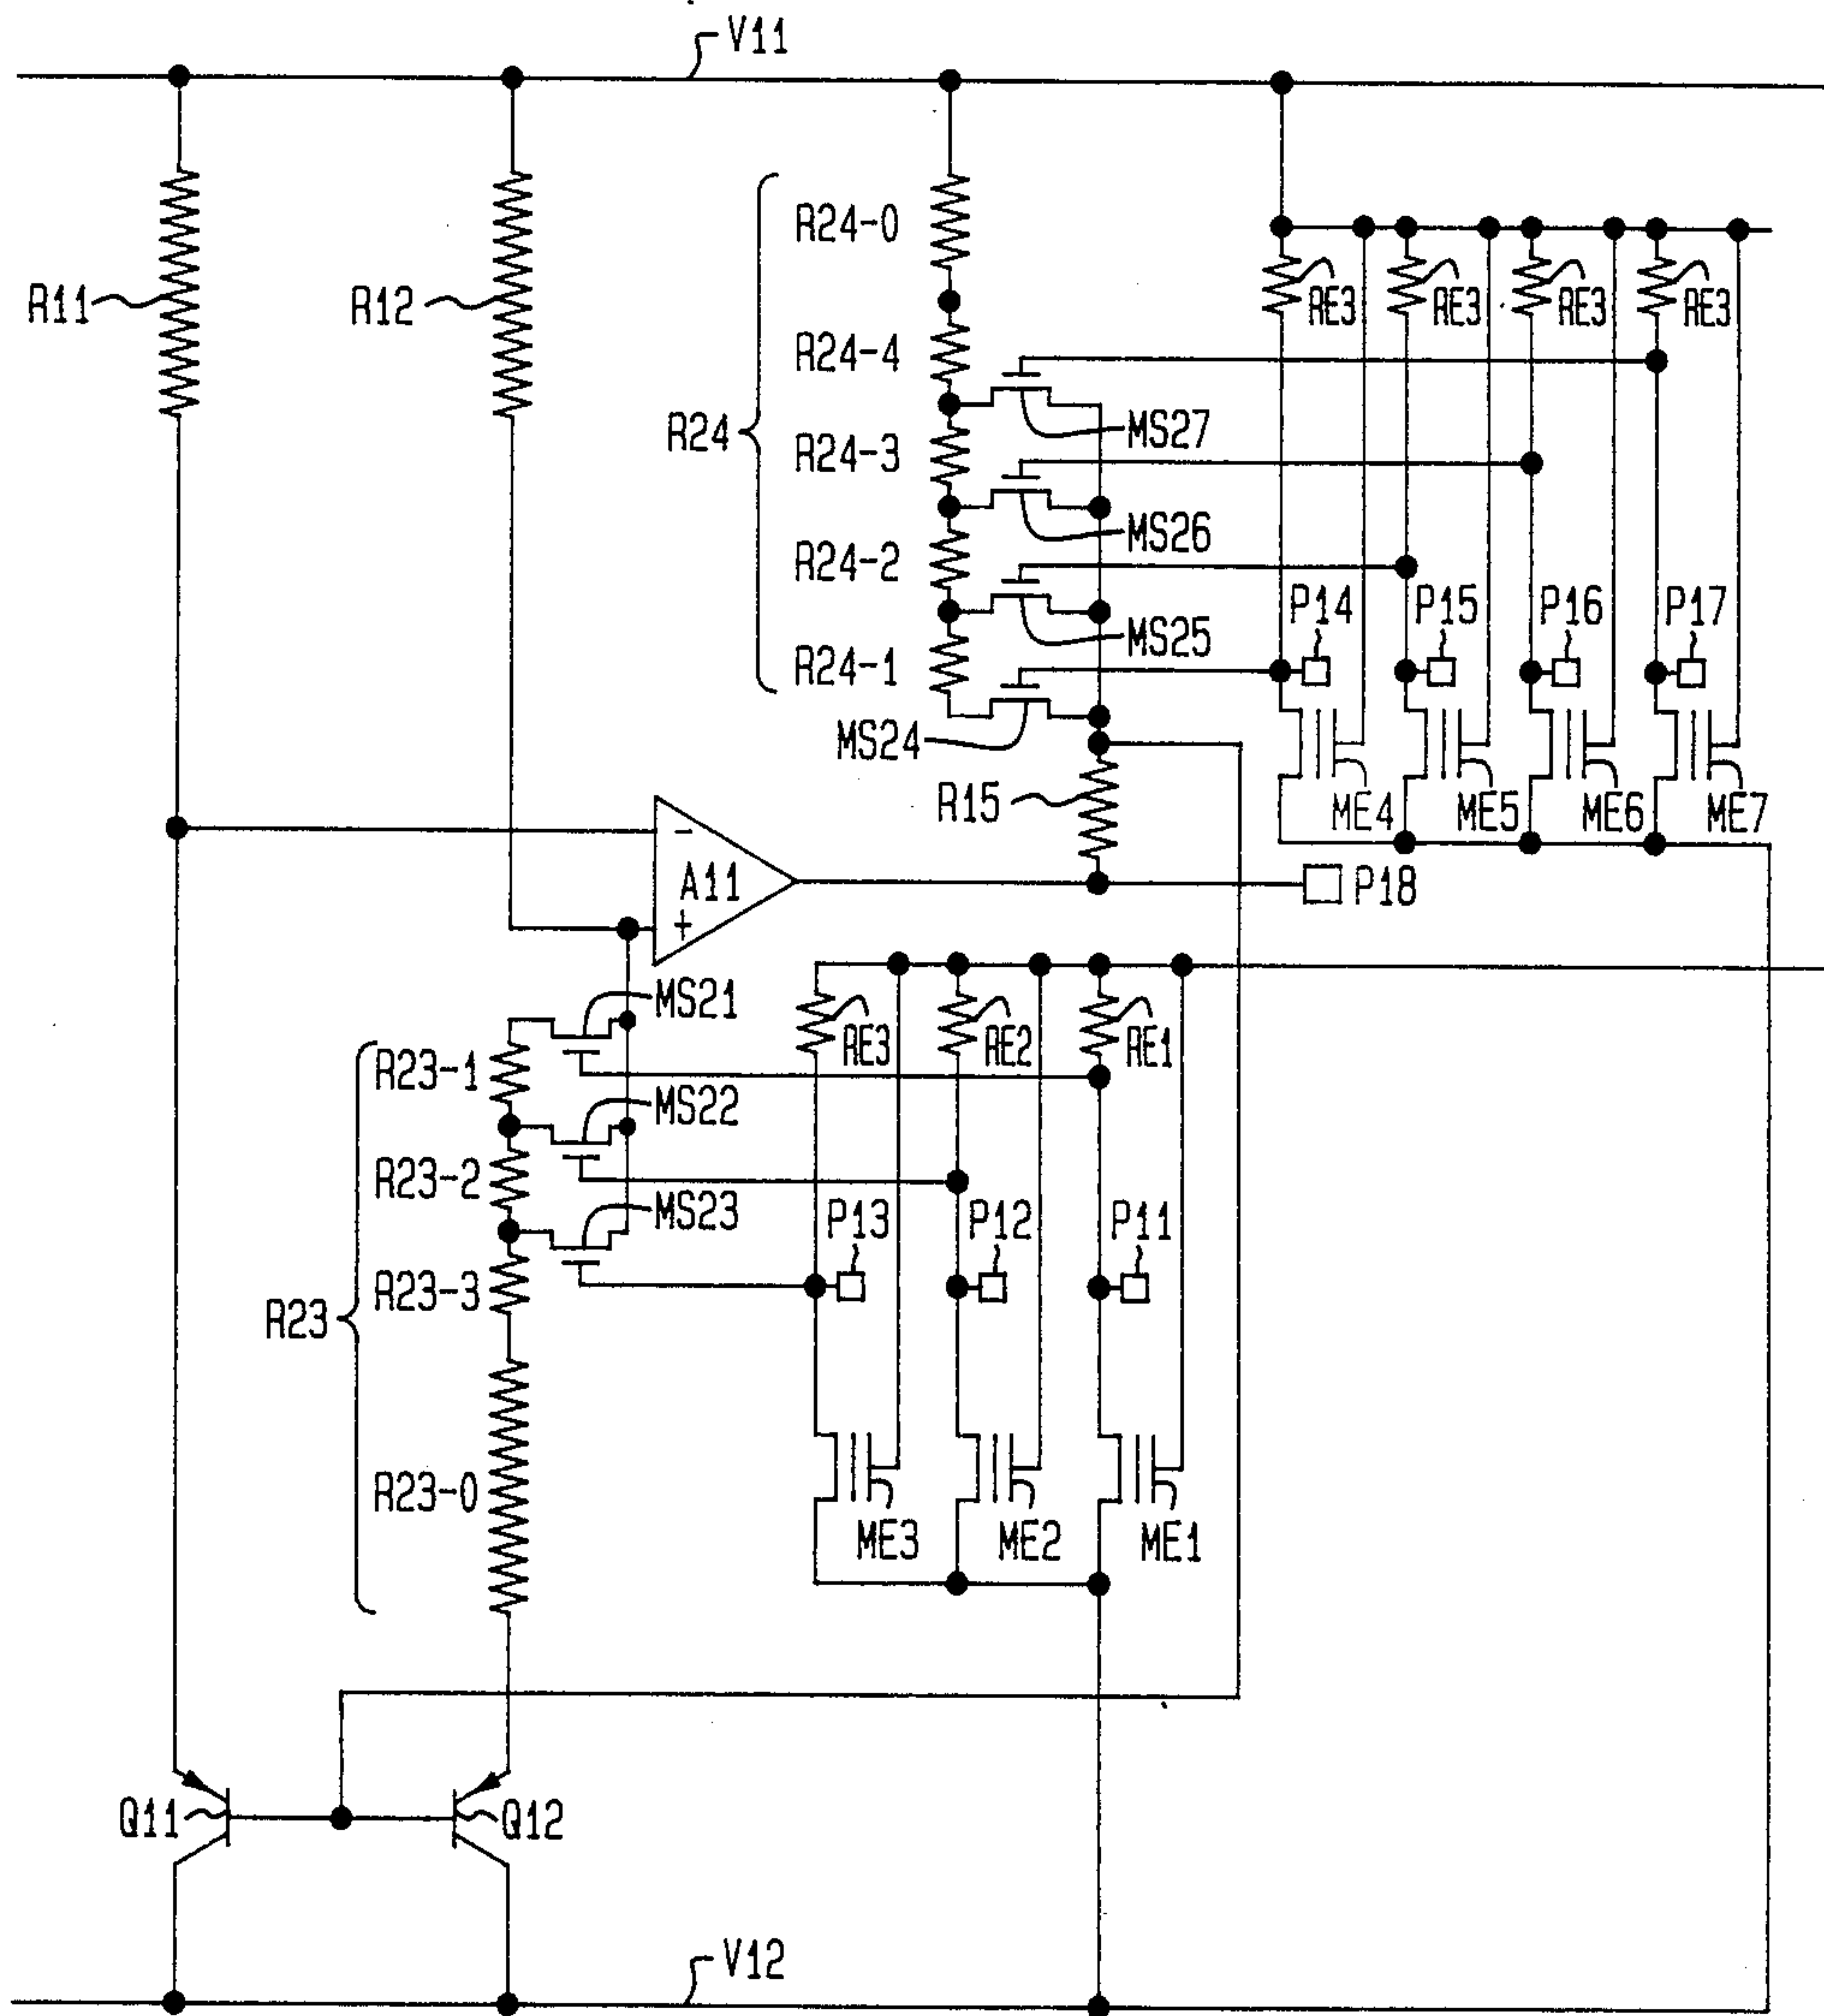 V11
R11
R12
R24
R24-0
R24-4
R24-3
R24-2
R24-1
RE3
RE3
RE3
RE3
MS27
MS26
MS25
MS24
P14
P15
P16
P17
ME4
ME5
ME6
ME7
R15
-
A11
+
P18
MS21
MS22
MS23
RE3
RE2
RE1
R23
R23-1
R23-2
R23-3
R23-0
P13
P12
P11
ME3
ME2
ME1
Q11
Q12
V12